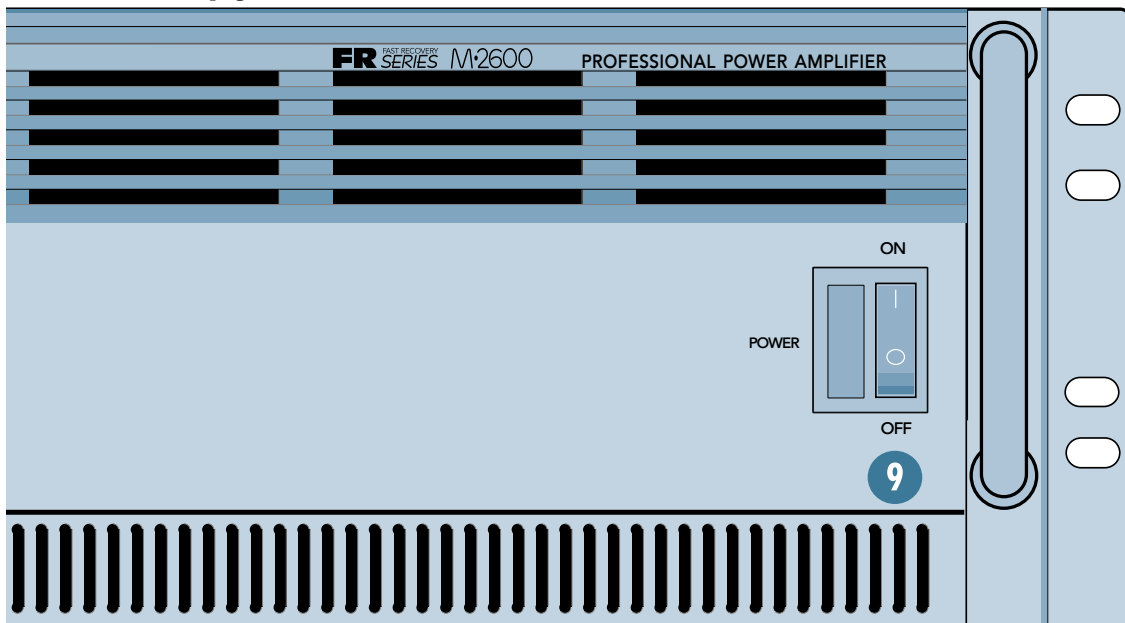 FR FAST RECOVERY SERIES M•2600 PROFESSIONAL POWER AMPLIFIER
ON
|
POWER
O
OFF
9